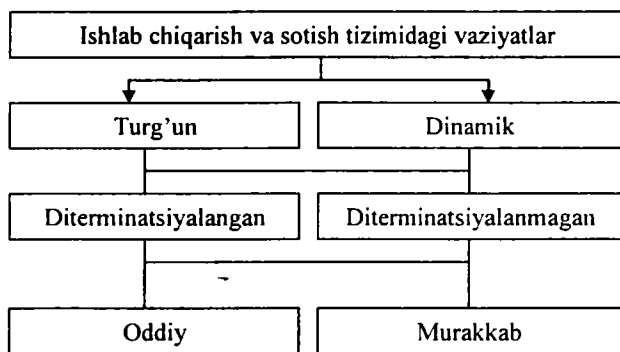 Ishlab chiqarish va sotish tizimidagi vaziyatlar
Turg'un
Dinamik
Diterminatsiyalangan
Diterminatsiyalanmagan
Oddiy
Murakkab